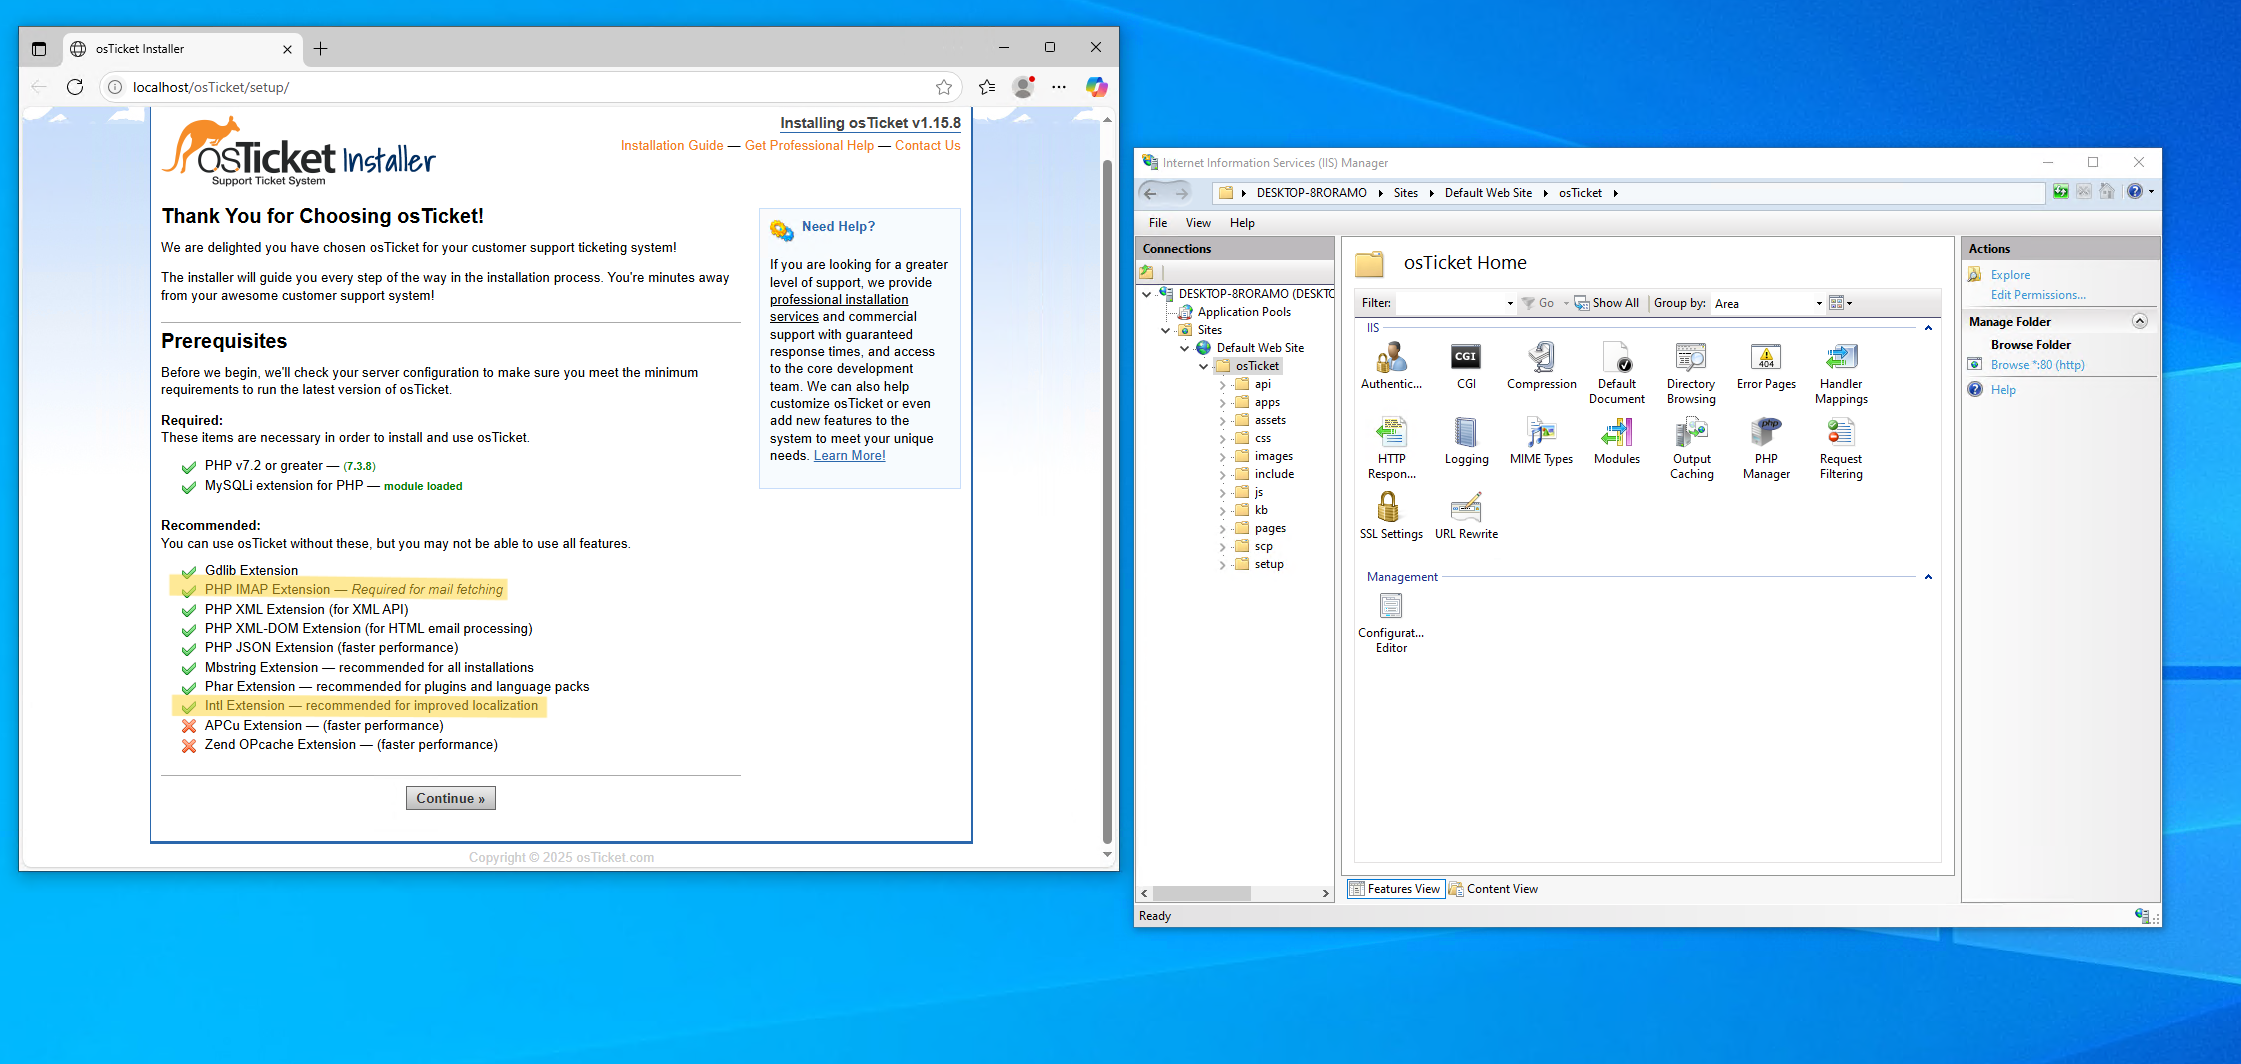 osTicket Installer
localhost/osTicket/setup/
osTicket Installer
Support Ticket System
Installing osTicket v1.15.8
Installation Guide — Get Professional Help — Contact Us
Thank You for Choosing osTicket!
We are delighted you have chosen osTicket for your customer support ticketing system!
The installer will guide you every step of the way in the installation process. You're minutes away
from your awesome customer support system!
Prerequisites
Before we begin, we'll check your server configuration to make sure you meet the minimum
requirements to run the latest version of osTicket.
Required:
These items are necessary in order to install and use osTicket.
PHP v7.2 or greater — (7.3.8)
MySQLi extension for PHP — module loaded
Recommended:
You can use osTicket without these, but you may not be able to use all features.
Gdlib Extension
PHP IMAP Extension — Required for mail fetching
PHP XML Extension (for XML API)
PHP XML-DOM Extension (for HTML email processing)
PHP JSON Extension (faster performance)
Mbstring Extension — recommended for all installations
Phar Extension — recommended for plugins and language packs
Intl Extension — recommended for improved localization
APCu Extension — (faster performance)
Zend OPcache Extension — (faster performance)
Continue »
Need Help?
If you are looking for a greater
level of support, we provide
professional installation
services and commercial
support with guaranteed
response times, and access
to the core development
team. We can also help
customize osTicket or even
add new features to the
system to meet your unique
needs. Learn More!
Copyright © 2025 osTicket.com
Internet Information Services (IIS) Manager
DESKTOP-8RORAMO Sites Default Web Site osTicket
File View Help
Connections
DESKTOP-8RORAMO (DESKTC
Application Pools
Sites
Default Web Site
osTicket
api
apps
assets
css
images
include
js
kb
pages
scp
setup
osTicket Home
Filter: Go Show All Group by: Area
IIS
Authentic...
CGI
Compression
Default
Document
Directory
Browsing
Error Pages
404
Handler
Mappings
HTTP
Respon...
Logging
MIME Types
Modules
Output
Caching
php
PHP
Manager
Request
Filtering
SSL Settings
URL Rewrite
Management
Configurat...
Editor
Features View Content View
Actions
Explore
Edit Permissions...
Manage Folder
Browse Folder
Browse *:80 (http)
Help
Ready